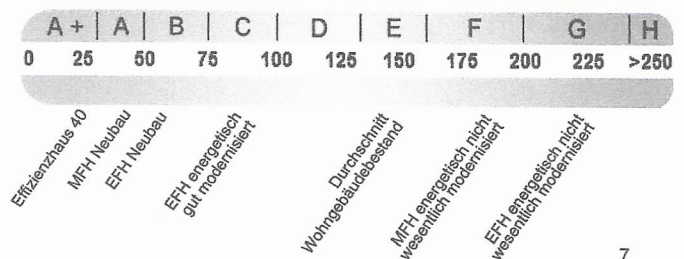 A+ | A | B | C | D | E | F | G | H
0 25 50 75 100 125 150 175 200 225 >250
Effizienzhaus 40
MFH Neubau
EFH Neubau
EFH energetisch
gut modernisiert
Durchschnitt
Wohngebäudebestand
MFH energetisch nicht
wesentlich modernisiert
EFH energetisch nicht
wesentlich modernisiert
7